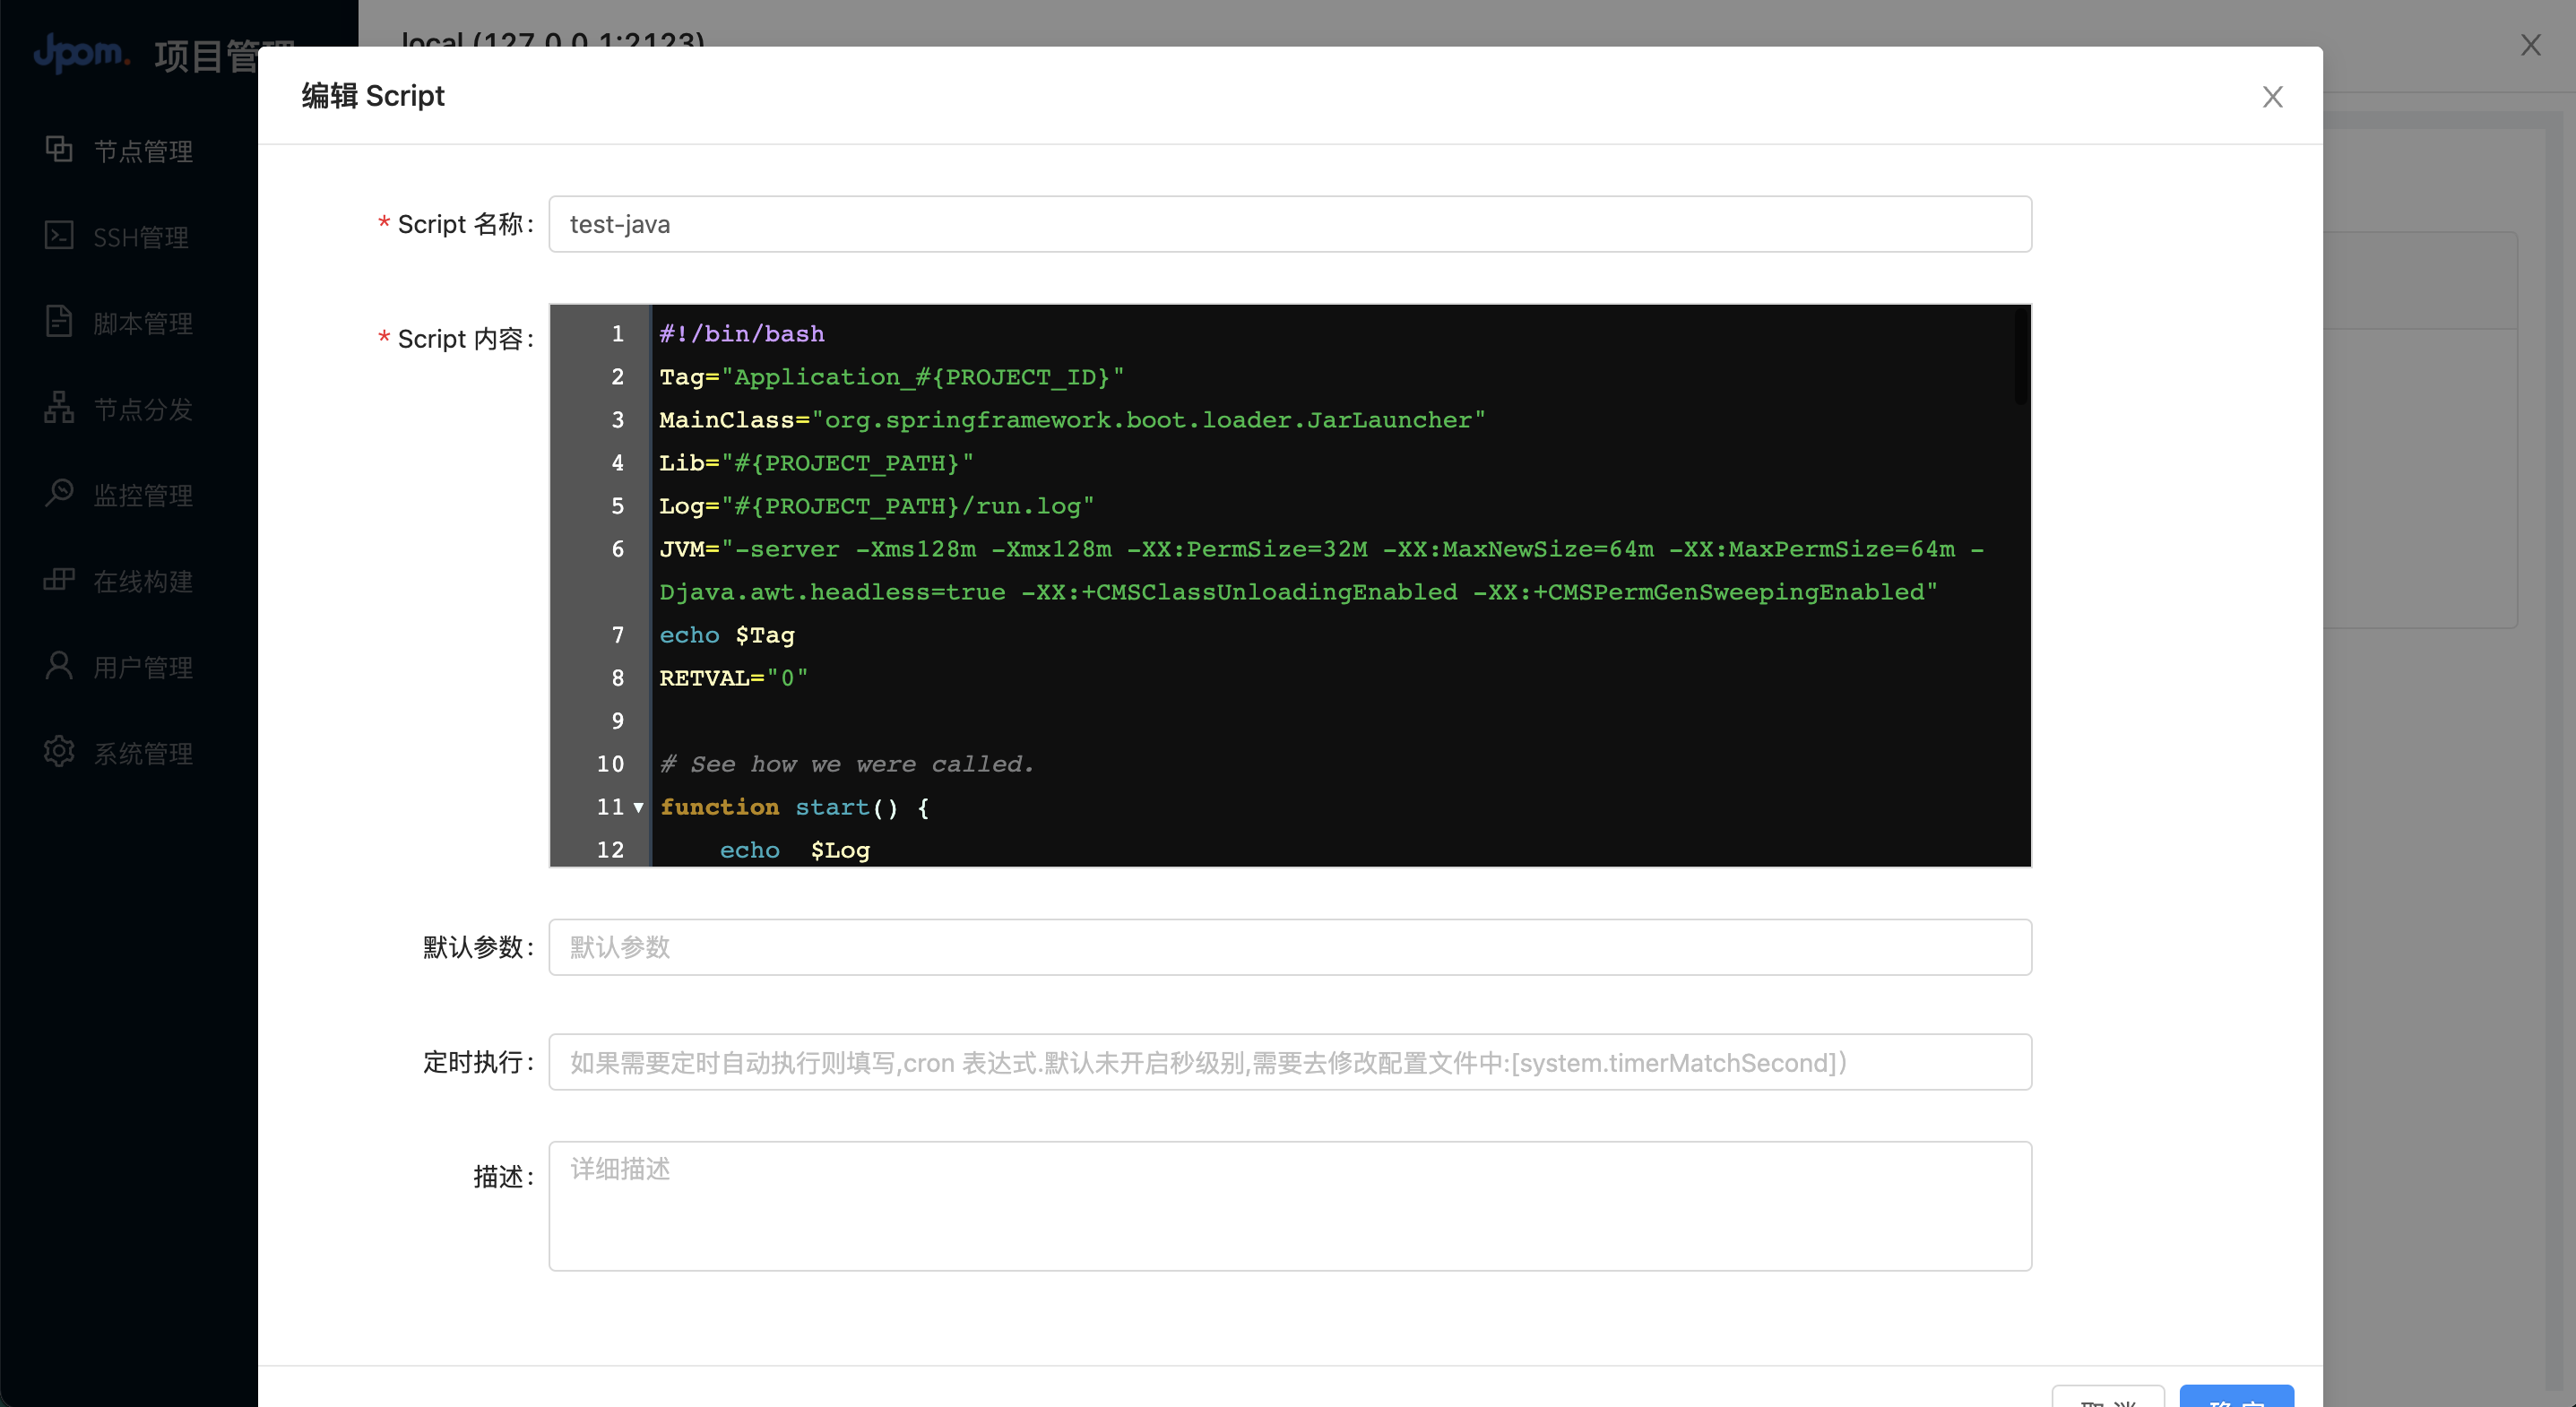 Jpom. 项目管理
local (127.0.0.1:2123)
节点管理
SSH管理
脚本管理
节点分发
监控管理
在线构建
用户管理
系统管理
编辑 Script
* Script 名称:
test-java
* Script 内容:
1 #!/bin/bash
2 Tag="Application_#{PROJECT_ID}"
3 MainClass="org.springframework.boot.loader.JarLauncher"
4 Lib="#{PROJECT_PATH}"
5 Log="#{PROJECT_PATH}/run.log"
6 JVM="-server -Xms128m -Xmx128m -XX:PermSize=32M -XX:MaxNewSize=64m -XX:MaxPermSize=64m -
Djava.awt.headless=true -XX:+CMSClassUnloadingEnabled -XX:+CMSPermGenSweepingEnabled"
7 echo $Tag
8 RETVAL="0"
9
10 # See how we were called.
11 function start() {
12     echo  $Log
默认参数:
默认参数
定时执行:
如果需要定时自动执行则填写,cron 表达式.默认未开启秒级别,需要去修改配置文件中:[system.timerMatchSecond])
描述:
详细描述
取 消
确 定